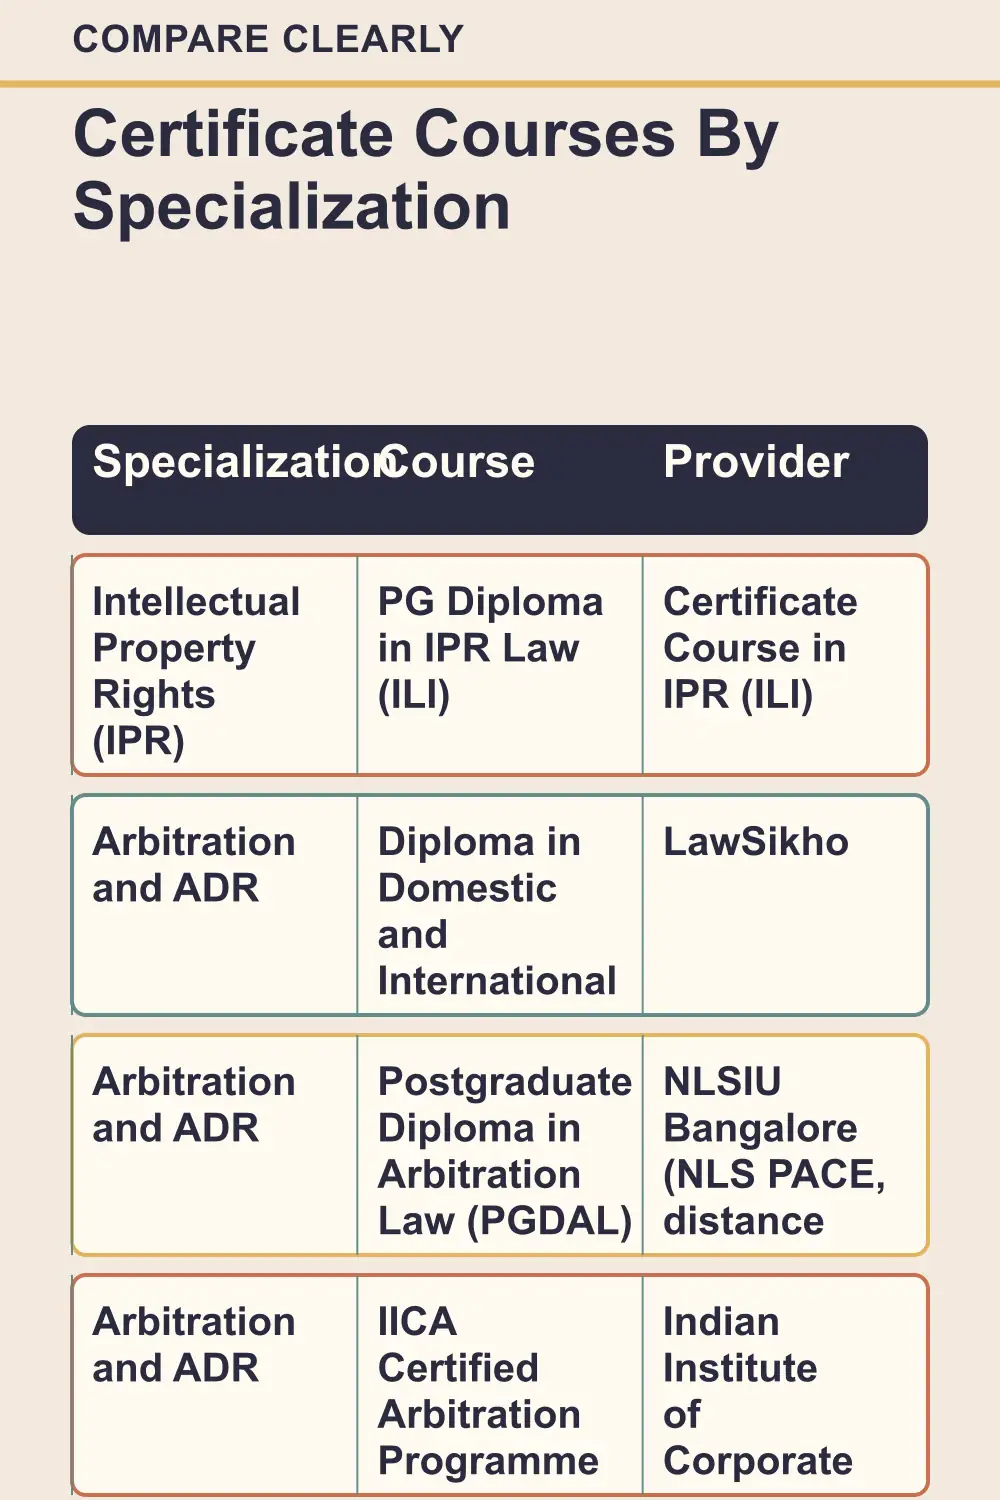 COMPARE CLEARLY
Certificate Courses By
Specialization
Specialization Course Provider
Intellectual
Property
Rights
(IPR)
PG Diploma
in IPR Law
(ILI)
Certificate
Course in
IPR (ILI)
Arbitration
and ADR
Diploma in
Domestic
and
International
LawSikho
Arbitration
and ADR
Postgraduate
Diploma in
Arbitration
Law (PGDAL)
NLSIU
Bangalore
(NLS PACE,
distance
Arbitration
and ADR
IICA
Certified
Arbitration
Programme
Indian
Institute
of
Corporate